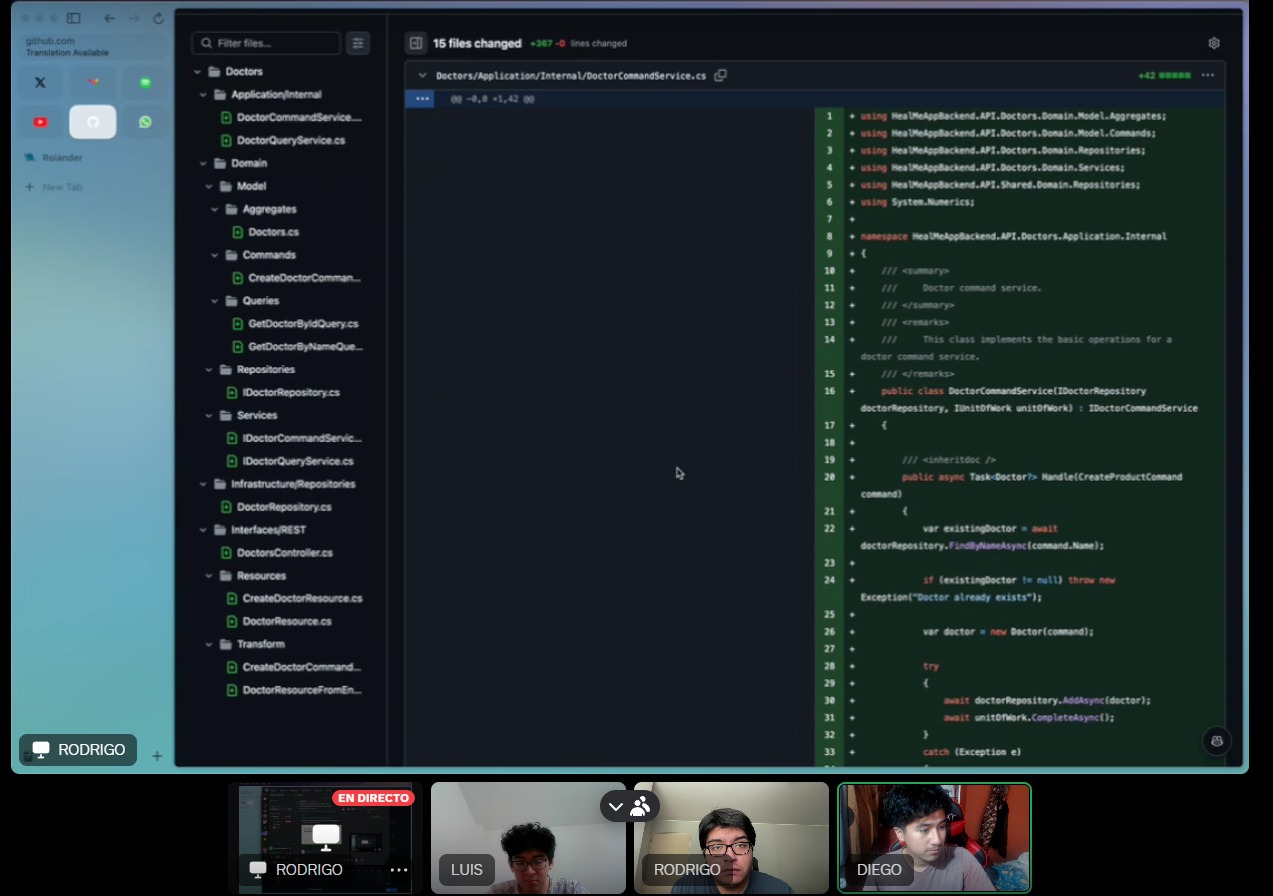 github.com
Translation Available
Roiander
+ New Tab
Filter files...
Doctors
Application/Internal
DoctorCommandService....
DoctorQueryService.cs
Domain
Model
Aggregates
Doctors.cs
Commands
CreateDoctorComman...
Queries
GetDoctorByIdQuery.cs
GetDoctorByNameQue...
Repositories
IDoctorRepository.cs
Services
IDoctorCommandServic...
IDoctorQueryService.cs
Infrastructure/Repositories
DoctorRepository.cs
Interfaces/REST
DoctorsController.cs
Resources
CreateDoctorResource.cs
DoctorResource.cs
Transform
CreateDoctorCommand...
DoctorResourceFromEn...
15 files changed +367 -0 lines changed
Doctors/Application/Internal/DoctorCommandService.cs +42
@@ -0,0 +1,42 @@
1 + using HealMeAppBackend.API.Doctors.Domain.Model.Aggregates;
2 + using HealMeAppBackend.API.Doctors.Domain.Model.Commands;
3 + using HealMeAppBackend.API.Doctors.Domain.Repositories;
4 + using HealMeAppBackend.API.Doctors.Domain.Services;
5 + using HealMeAppBackend.API.Shared.Domain.Repositories;
6 + using System.Numerics;
7 +
8 + namespace HealMeAppBackend.API.Doctors.Application.Internal
9 + {
10 + /// <summary>
11 + /// Doctor command service.
12 + /// </summary>
13 + /// <remarks>
14 + /// This class implements the basic operations for a
doctor command service.
15 + /// </remarks>
16 + public class DoctorCommandService(IDoctorRepository
doctorRepository, IUnitOfWork unitOfWork) : IDoctorCommandService
17 + {
18 +
19 + /// <inheritdoc />
20 + public async Task<Doctor?> Handle(CreateProductCommand
command)
21 + {
22 + var existingDoctor = await
doctorRepository.FindByNameAsync(command.Name);
23 +
24 + if (existingDoctor != null) throw new
Exception("Doctor already exists");
25 +
26 + var doctor = new Doctor(command);
27 +
28 + try
29 + {
30 + await doctorRepository.AddAsync(doctor);
31 + await unitOfWork.CompleteAsync();
32 + }
33 + catch (Exception e)
RODRIGO
EN DIRECTO
RODRIGO
LUIS
RODRIGO
DIEGO